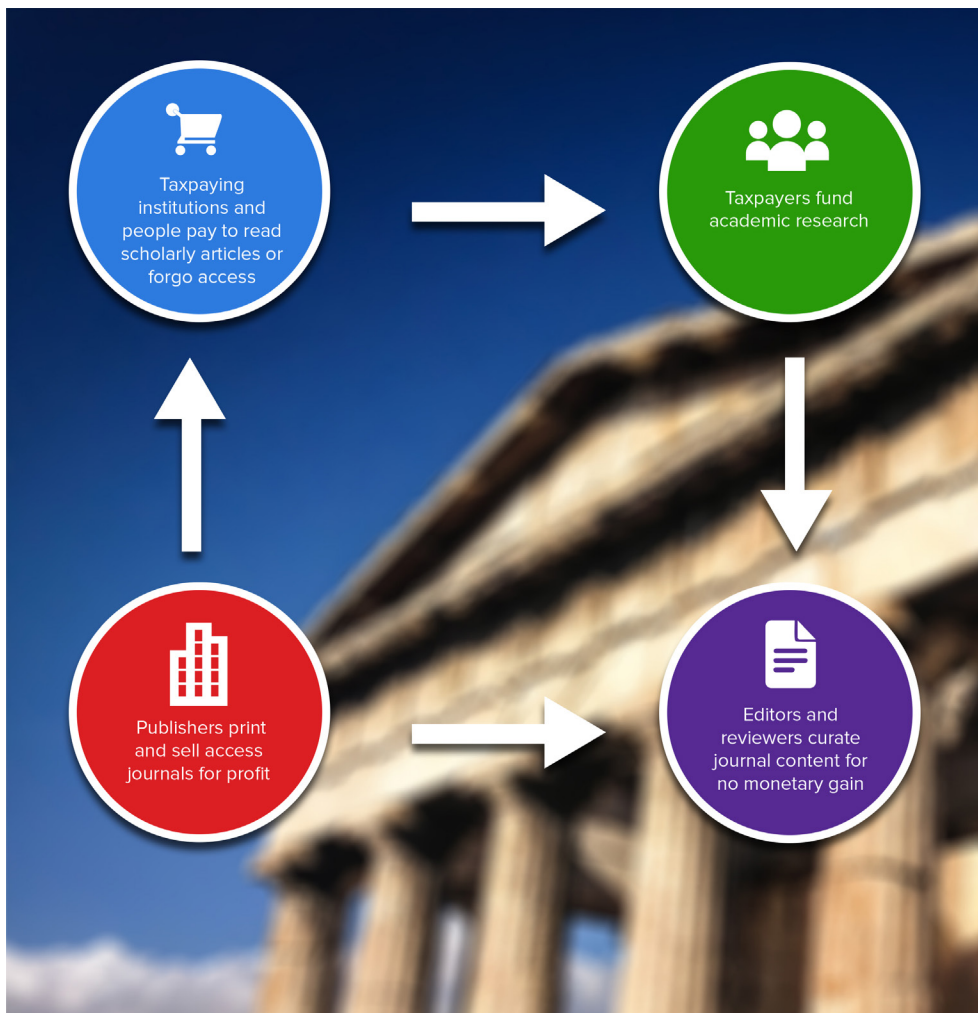 Taxpaying
institutions and
people pay to read
scholarly articles or
forgo access
Taxpayers fund
academic research
Publishers print
and sell access
journals for profit
Editors and
reviewers curate
journal content for
no monetary gain